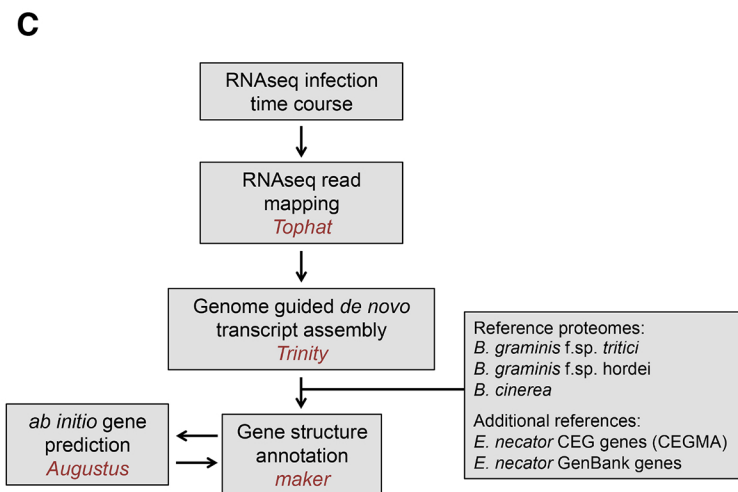 C
RNAseq infection
time course
RNAseq read
mapping
Tophat
Genome guided de novo
transcript assembly
Trinity
Reference proteomes:
B. graminis f.sp. tritici
B. graminis f.sp. hordei
B. cinerea
Additional references:
E. necator CEG genes (CEGMA)
E. necator GenBank genes
ab initio gene
prediction
Augustus
Gene structure
annotation
maker